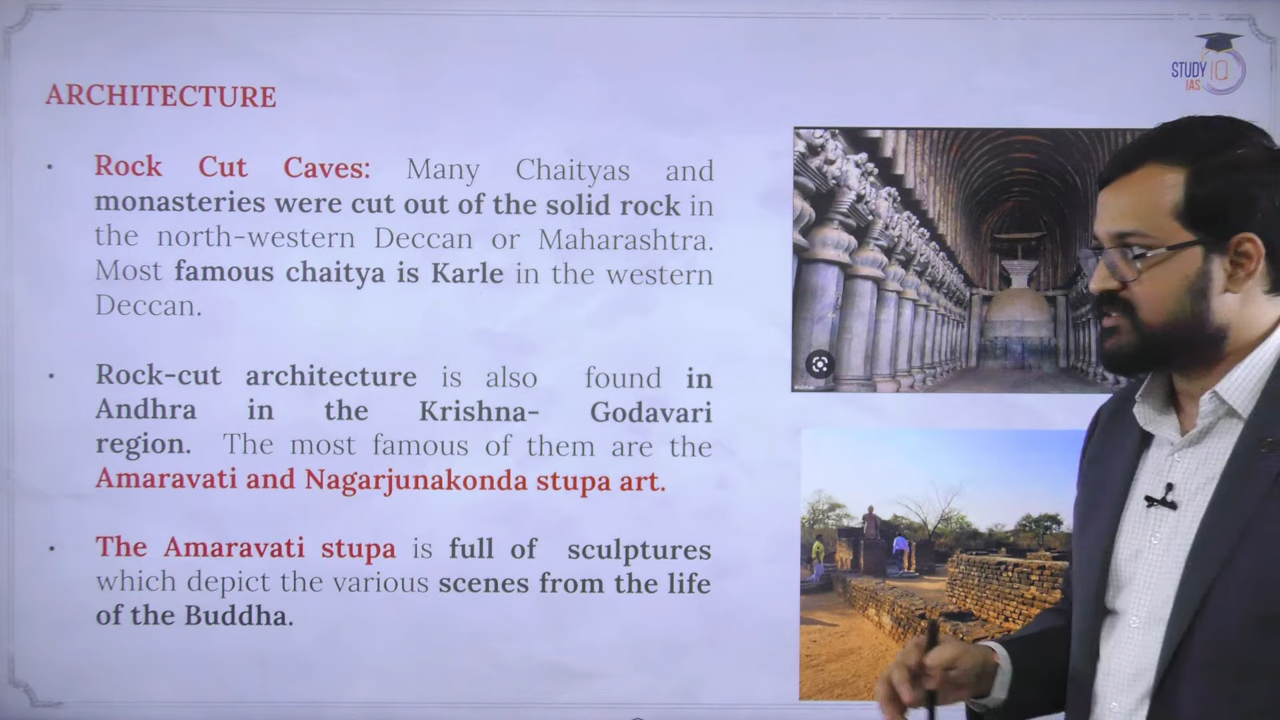 STUDY IQ
IAS
ARCHITECTURE
· Rock Cut Caves: Many Chaityas and
monasteries were cut out of the solid rock in
the north-western Deccan or Maharashtra.
Most famous chaitya is Karle in the western
Deccan.
· Rock-cut architecture is also found in
Andhra in the Krishna- Godavari
region. The most famous of them are the
Amaravati and Nagarjunakonda stupa art.
· The Amaravati stupa is full of sculptures
which depict the various scenes from the life
of the Buddha.